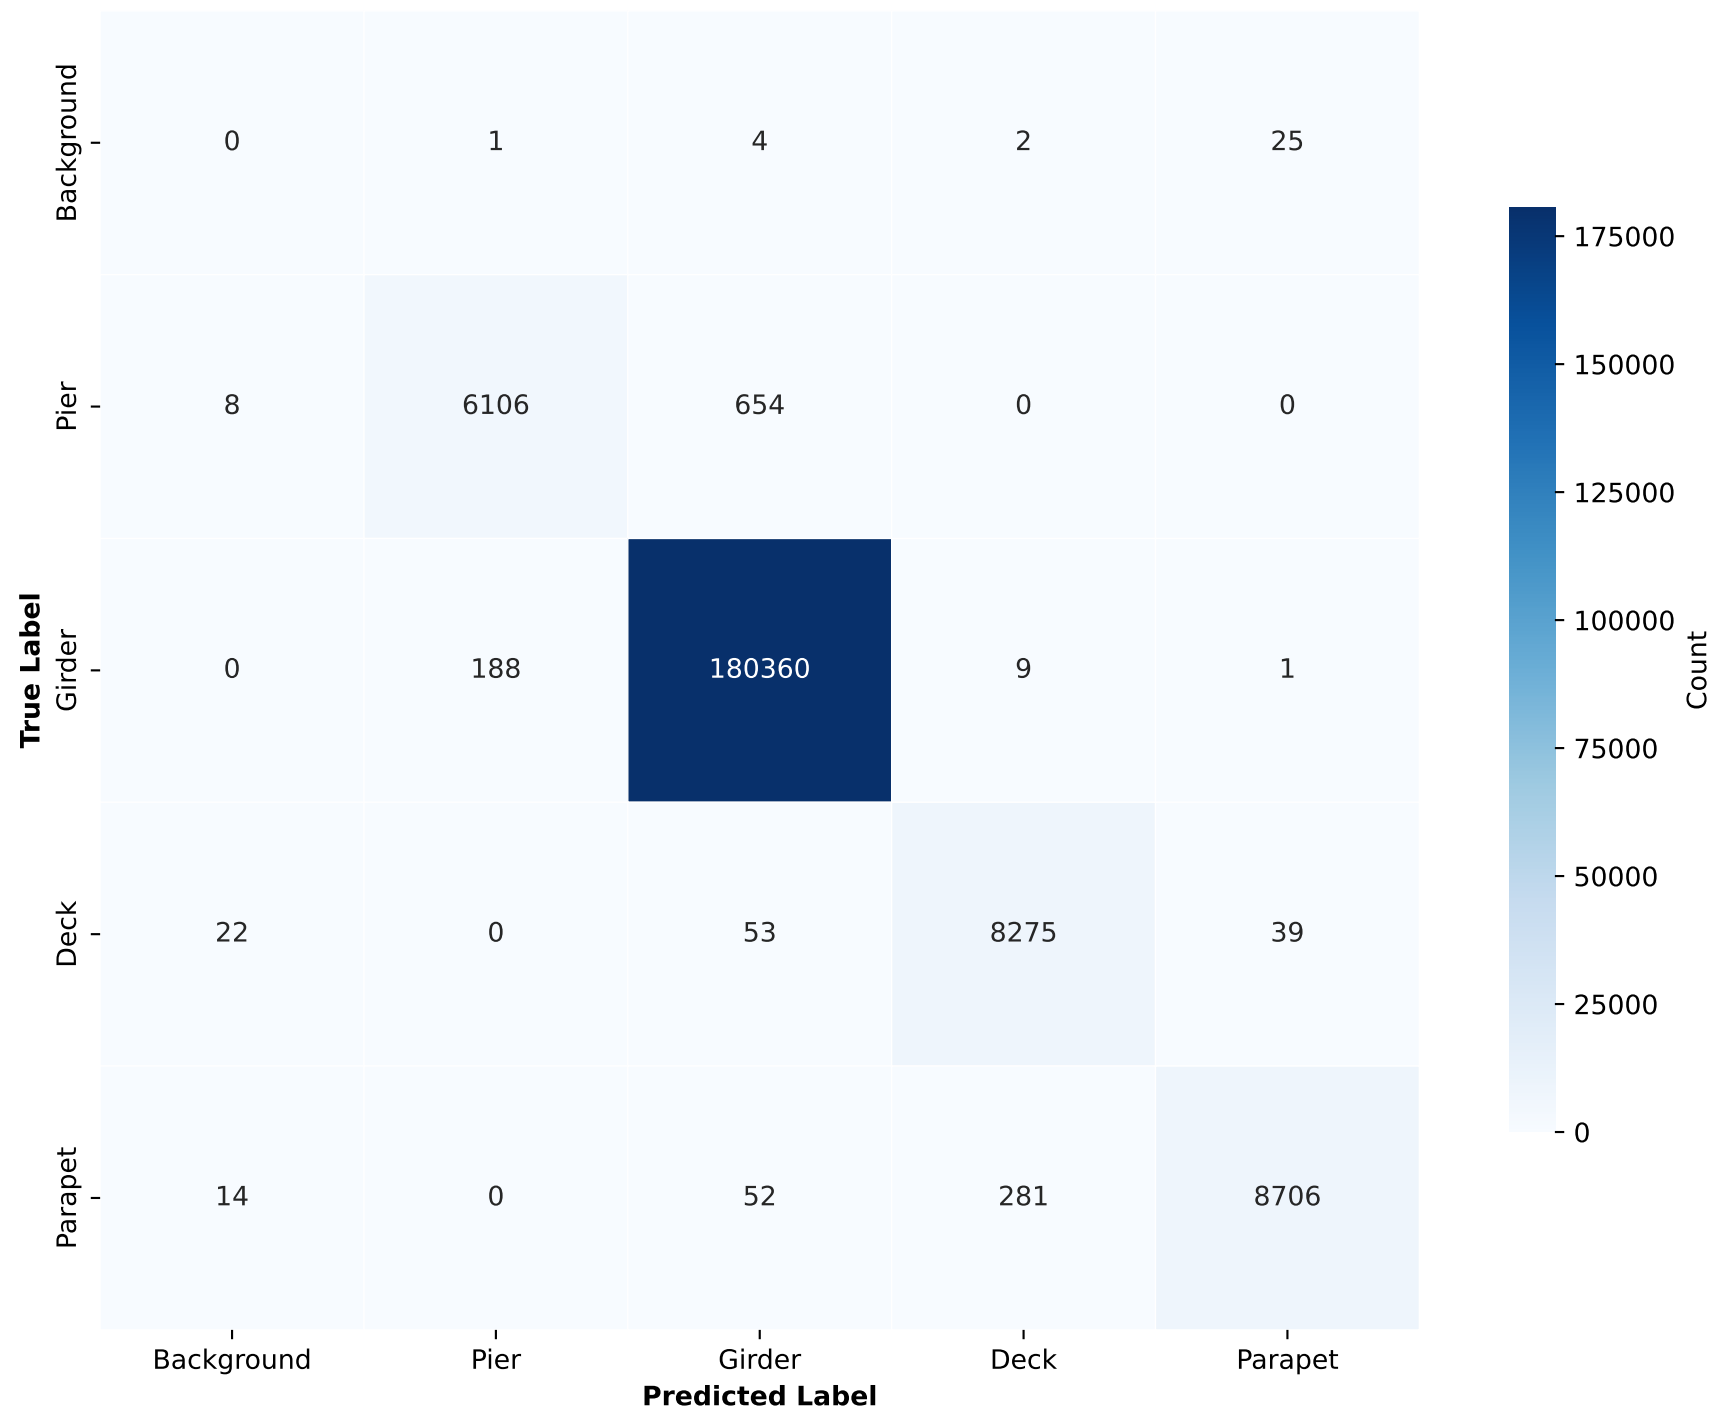 True Label
Background
0 1 4 2 25
Pier
8 6106 654 0 0
Girder
0 188 180360 9 1
Deck
22 0 53 8275 39
Parapet
14 0 52 281 8706
Background Pier Girder Deck Parapet
Predicted Label
175000
150000
125000
100000
75000
50000
25000
0
Count